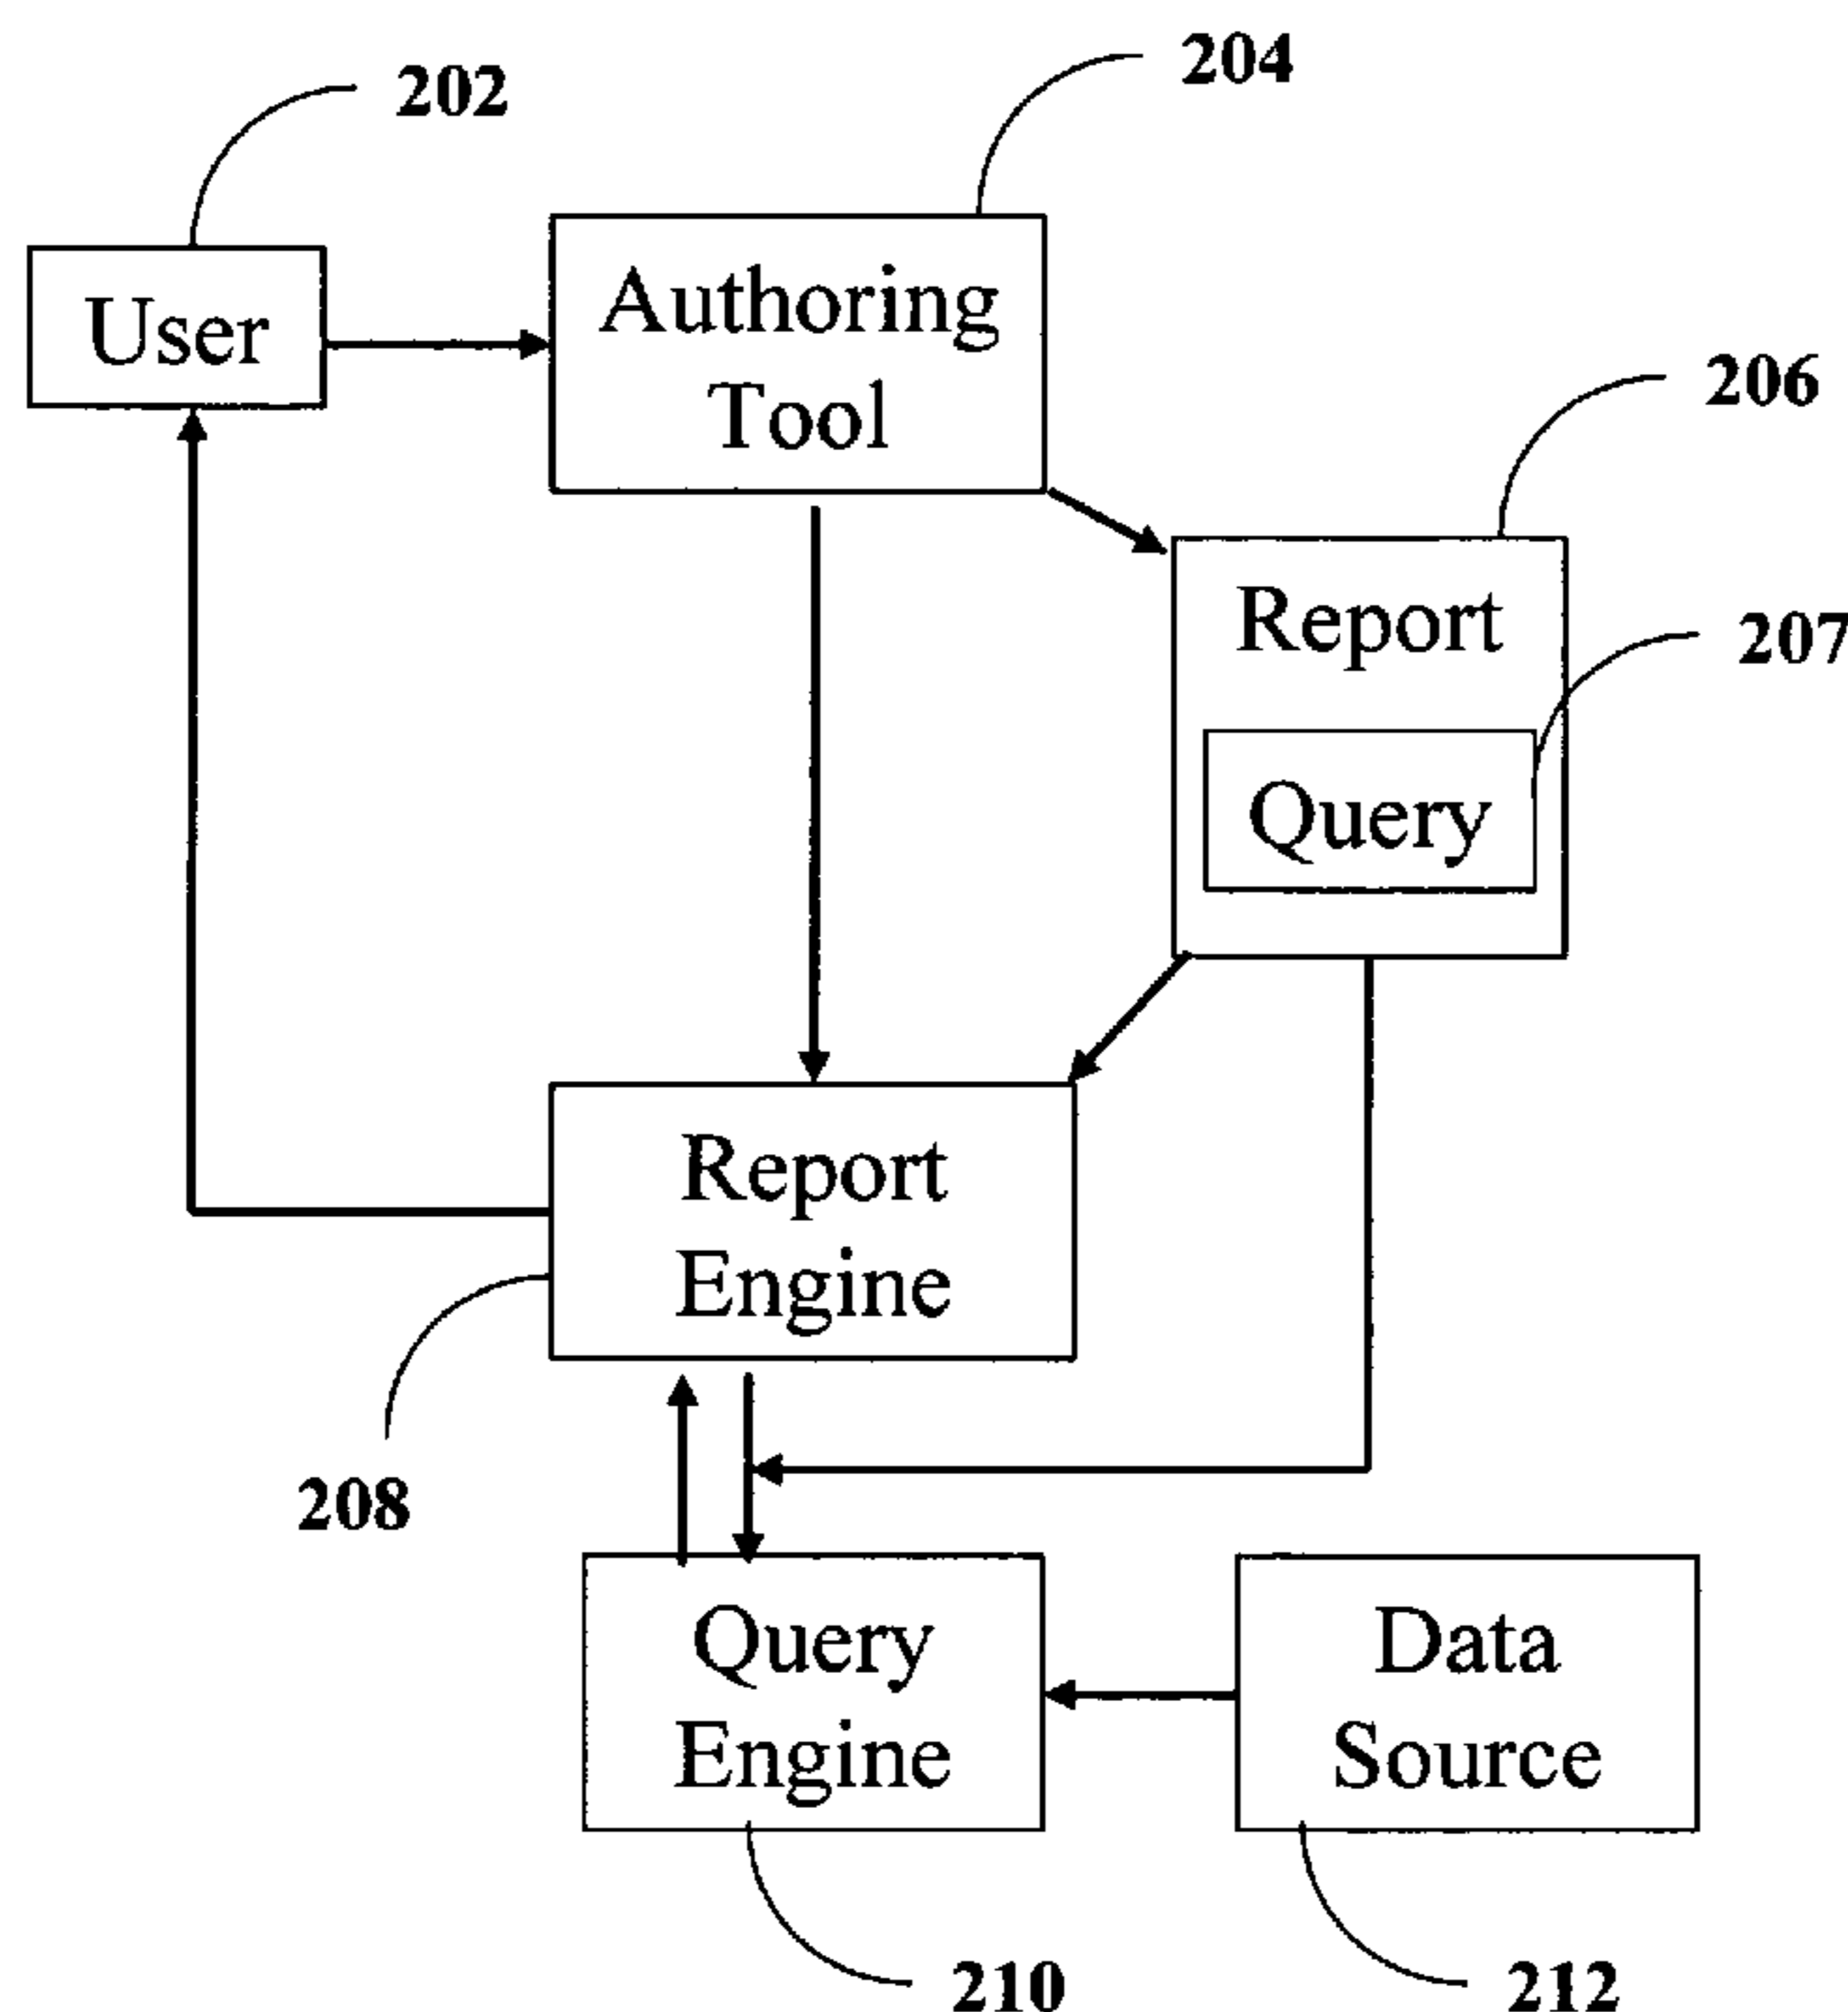 204
202
User
Authoring
Tool
206
Report
207
Query
Report
Engine
208
Query
Engine
Data
Source
210
212